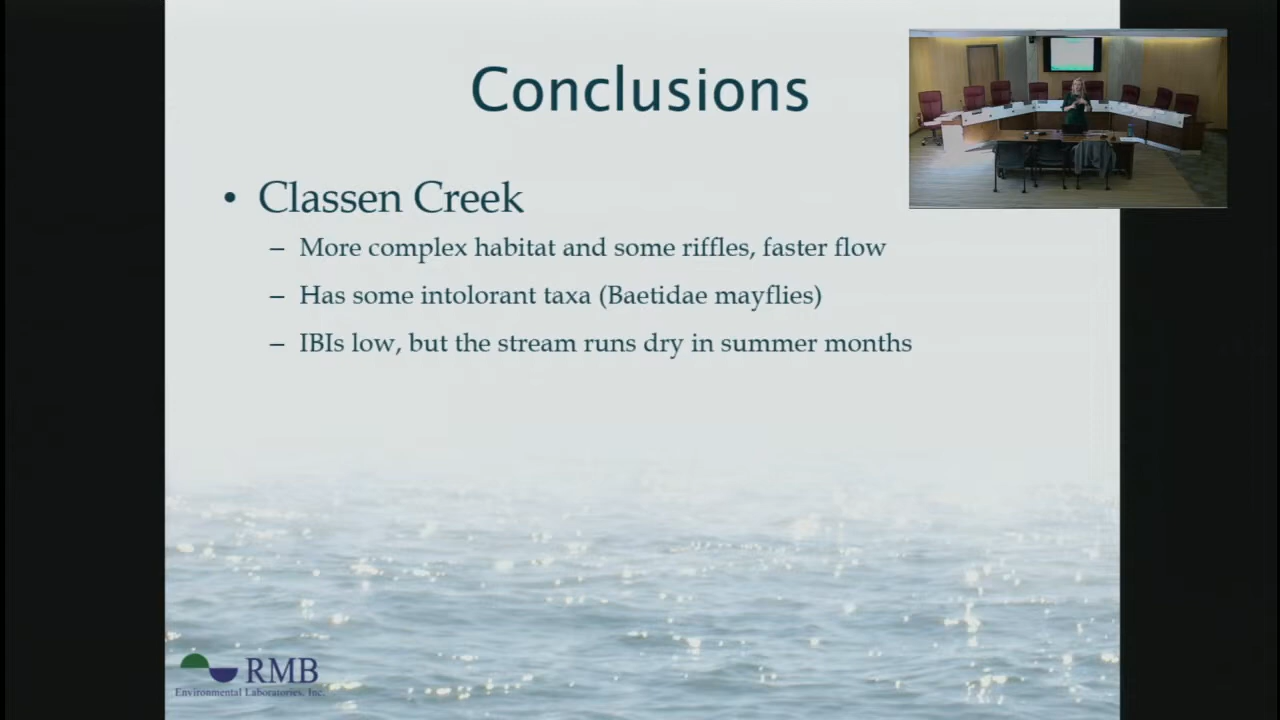 Conclusions
• Classen Creek
– More complex habitat and some riffles, faster flow
– Has some intolorant taxa (Baetidae mayflies)
– IBIs low, but the stream runs dry in summer months
RMB
Environmental Laboratories, Inc.